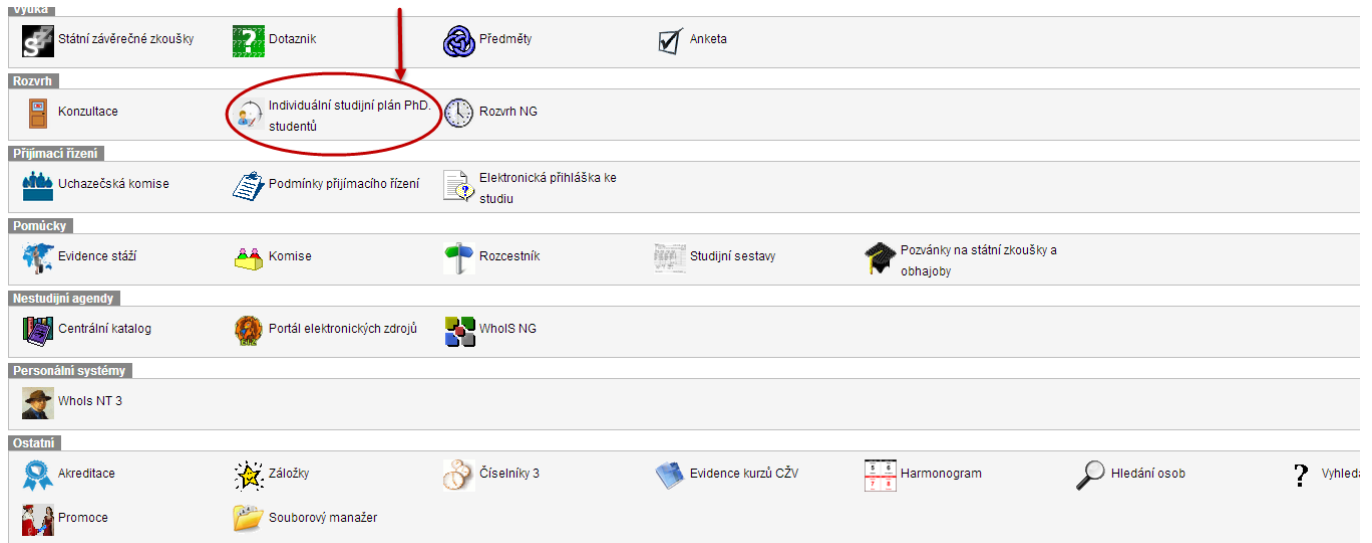 Výuka
Státní závěrečné zkoušky
Dotaznik
Předměty
Anketa
Rozvrh
Konzultace
Individuální studijní plán PhD.
studentů
Rozvrh NG
Přijímací řízení
Uchazečská komise
Podmínky přijímacího řízení
Elektronická přihláška ke
studiu
Pomůcky
Evidence stáží
Komise
Rozcestník
Studijní sestavy
Pozvánky na státní zkoušky a
obhajoby
Nestudijní agendy
Centrální katalog
Portál elektronických zdrojů
WhoIS NG
Personální systémy
WhoIs NT 3
Ostatní
Akreditace
Záložky
Číselníky 3
Evidence kurzů CŽV
Harmonogram
Hledání osob
Promoce
Souborový manažer